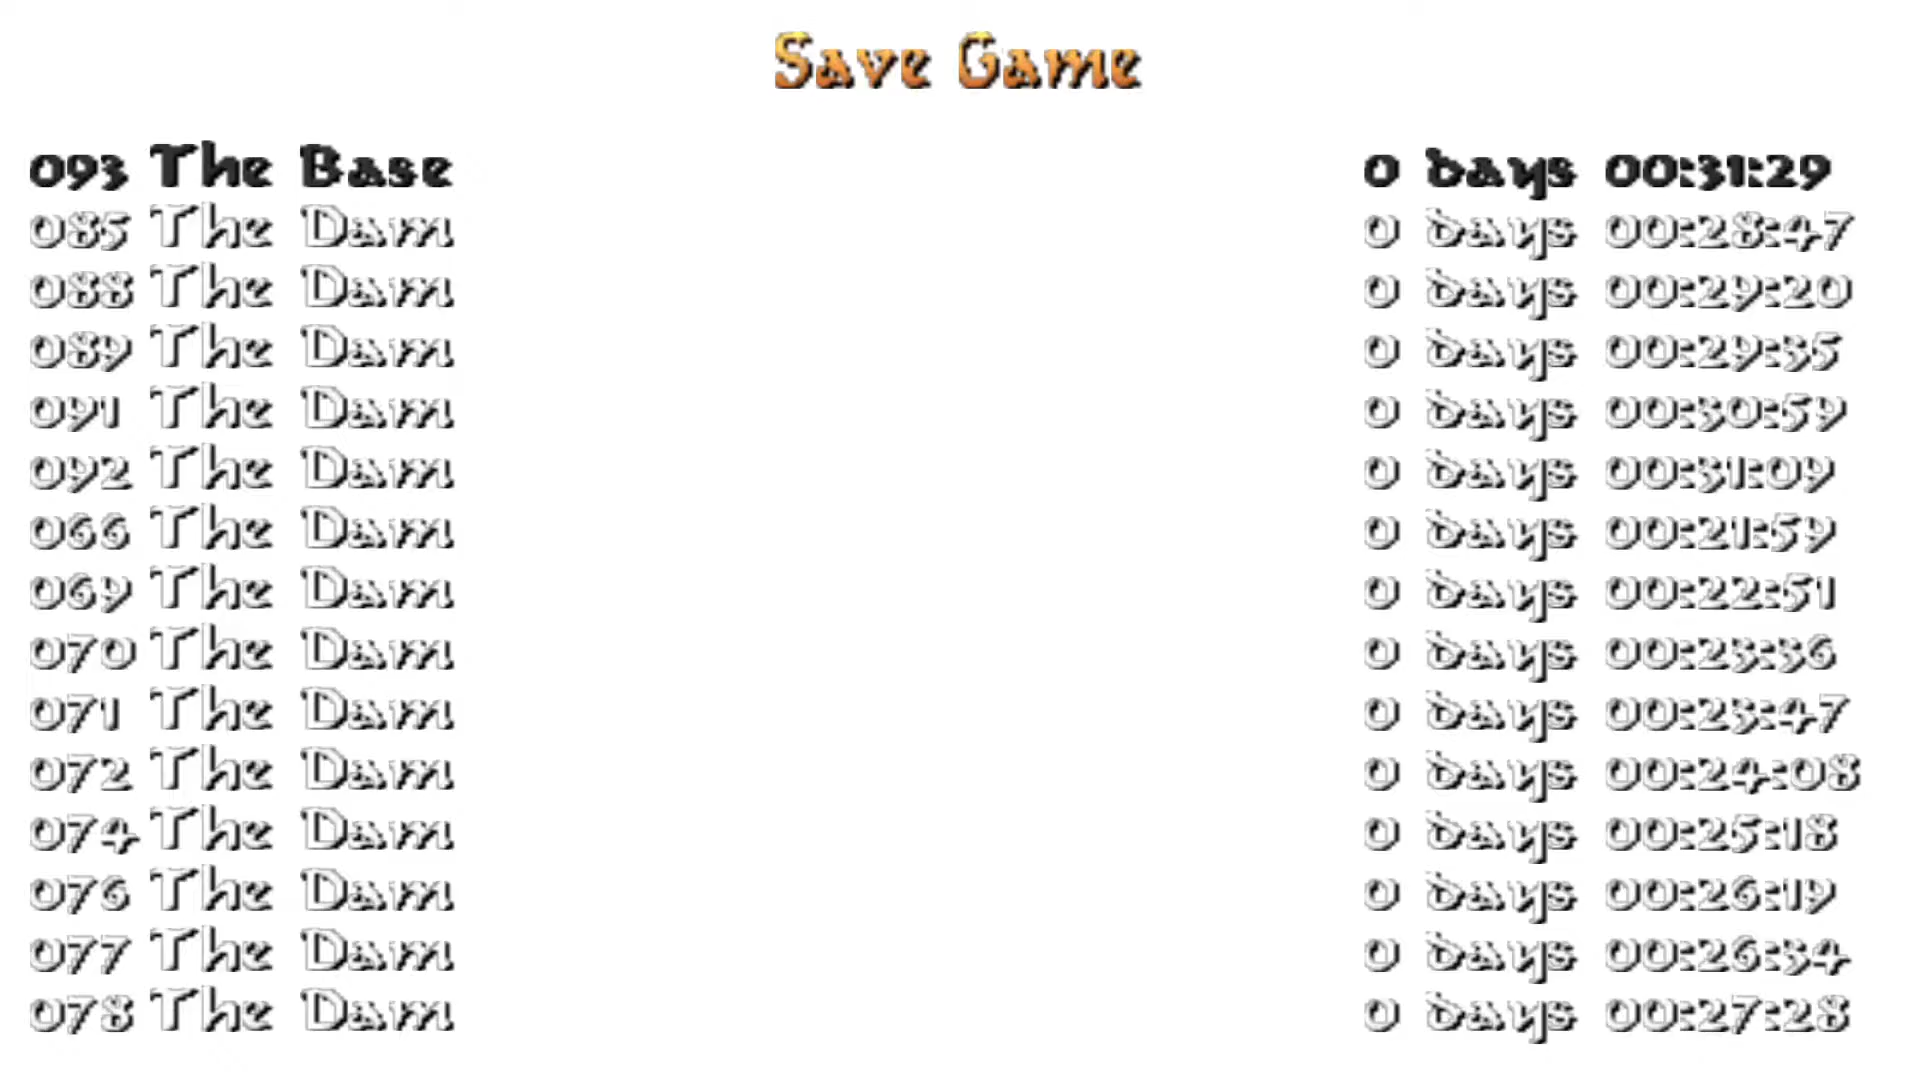 Save Game
093 The Base 0 days 00:31:29
085 The Dam 0 days 00:28:47
088 The Dam 0 days 00:29:20
089 The Dam 0 days 00:29:35
091 The Dam 0 days 00:30:59
092 The Dam 0 days 00:31:09
066 The Dam 0 days 00:21:59
069 The Dam 0 days 00:22:51
070 The Dam 0 days 00:23:36
071 The Dam 0 days 00:23:47
072 The Dam 0 days 00:24:08
074 The Dam 0 days 00:25:18
076 The Dam 0 days 00:26:19
077 The Dam 0 days 00:26:34
078 The Dam 0 days 00:27:28